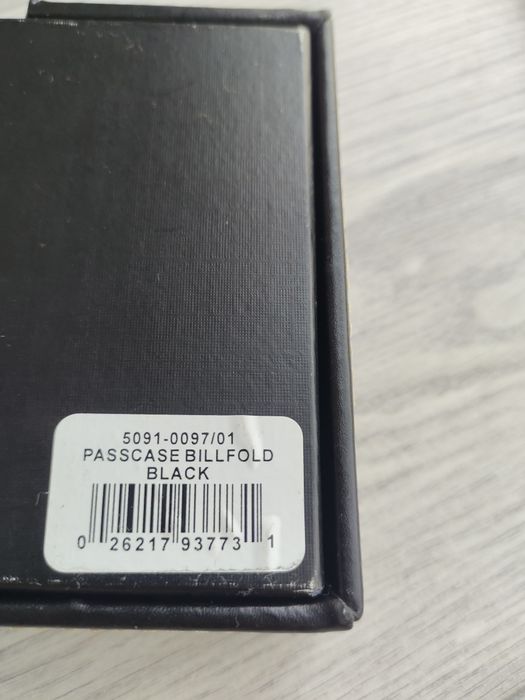 5091-0097/01
PASSCASE BILLFOLD
BLACK
0 26217 93773 1